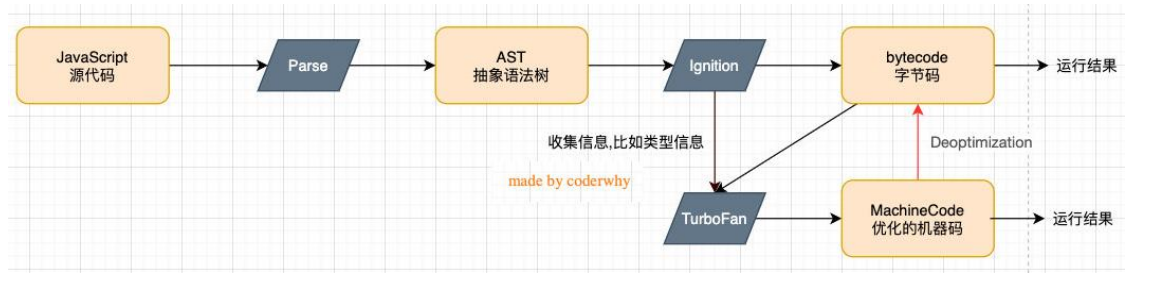 JavaScript
源代码
Parse
AST
抽象语法树
Ignition
bytecode
字节码
运行结果
收集信息,比如类型信息
Deoptimization
made by coderwhy
TurboFan
MachineCode
优化的机器码
运行结果